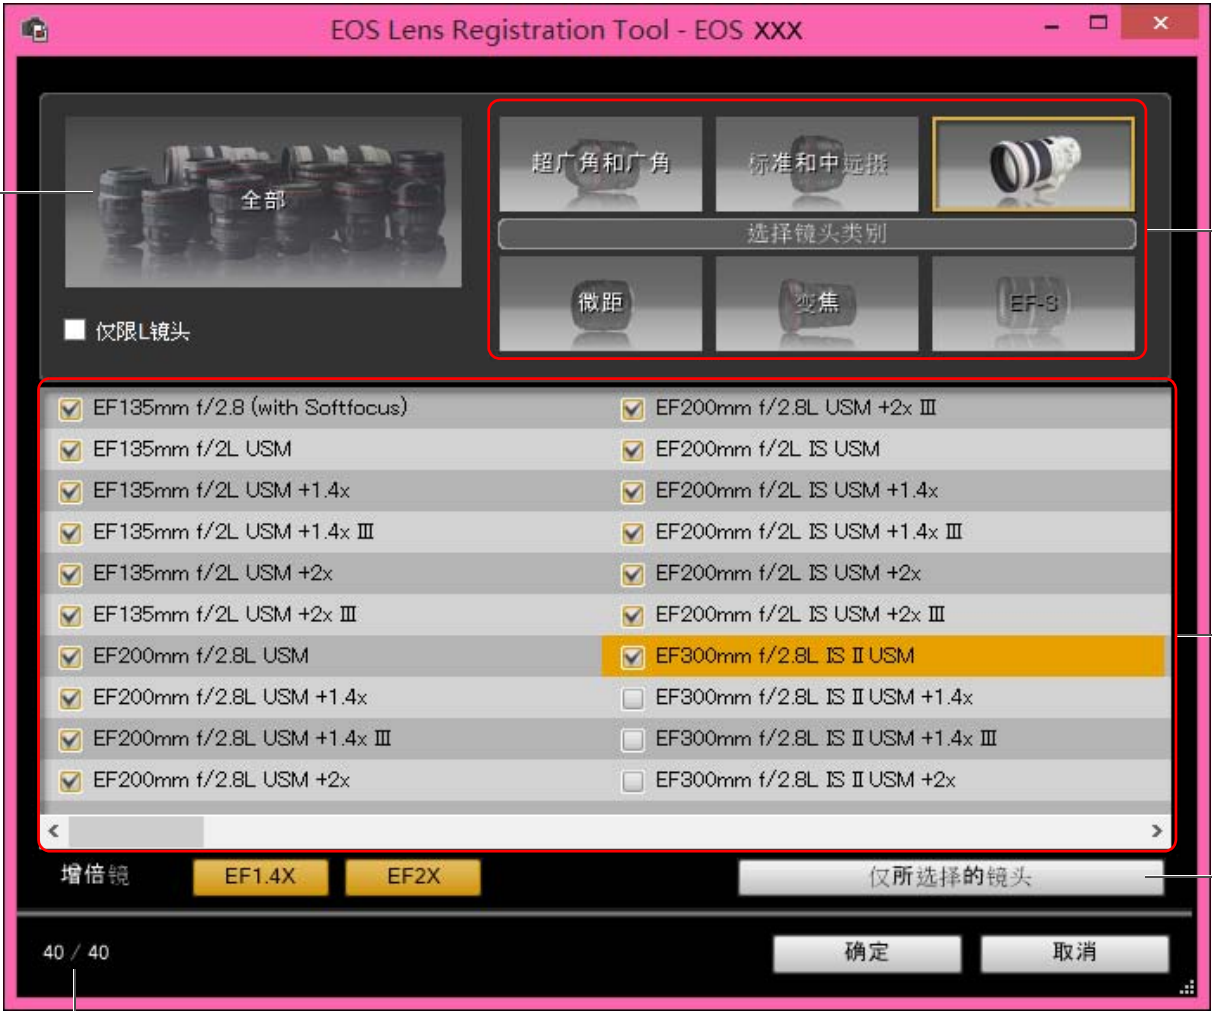 EOS Lens Registration Tool - EOS XXX
全部
超广角和广角
标准和中远摄
选择镜头类别
微距
变焦
EF-S
仅限L镜头
EF135mm f/2.8 (with Softfocus)
EF135mm f/2L USM
EF135mm f/2L USM +1.4x
EF135mm f/2L USM +1.4x III
EF135mm f/2L USM +2x
EF135mm f/2L USM +2x III
EF200mm f/2.8L USM
EF200mm f/2.8L USM +1.4x
EF200mm f/2.8L USM +1.4x III
EF200mm f/2.8L USM +2x
EF200mm f/2.8L USM +2x III
EF200mm f/2L IS USM
EF200mm f/2L IS USM +1.4x
EF200mm f/2L IS USM +1.4x III
EF200mm f/2L IS USM +2x
EF200mm f/2L IS USM +2x III
EF300mm f/2.8L IS II USM
EF300mm f/2.8L IS II USM +1.4x
EF300mm f/2.8L IS II USM +1.4x III
EF300mm f/2.8L IS II USM +2x
增倍镜
EF1.4X
EF2X
仅所选择的镜头
40 / 40
确定
取消